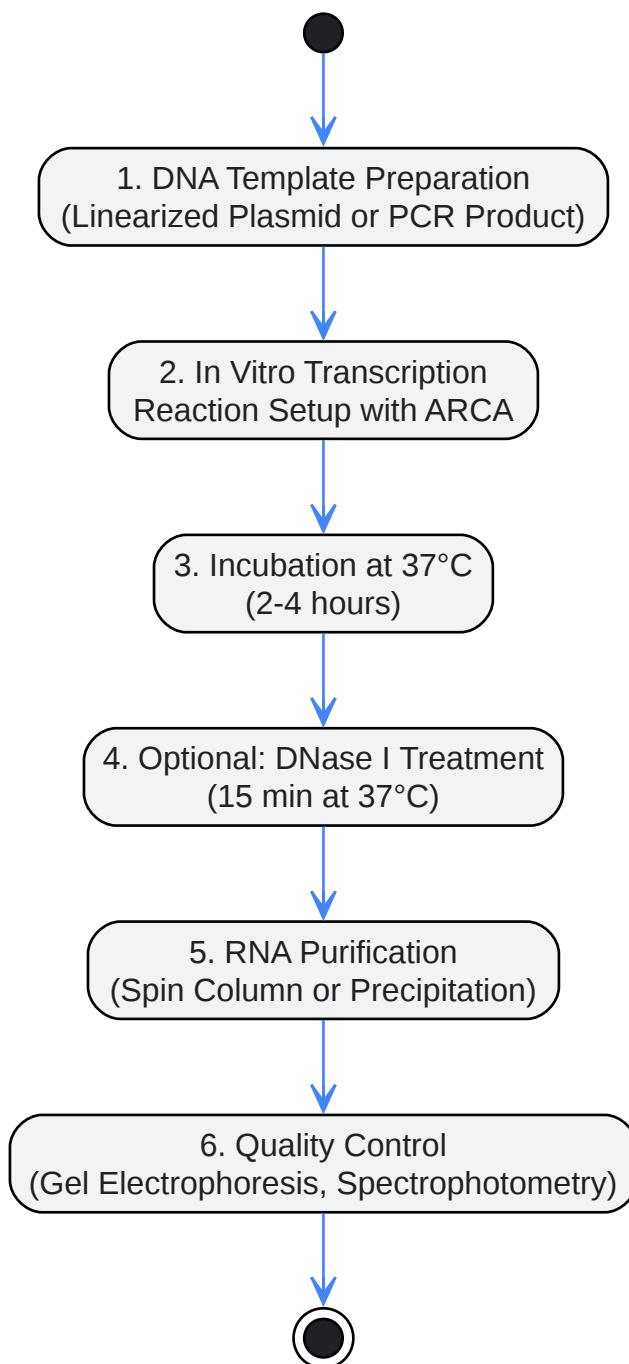 1. DNA Template Preparation
(Linearized Plasmid or PCR Product)
2. In Vitro Transcription
Reaction Setup with ARCA
3. Incubation at 37°C
(2-4 hours)
4. Optional: DNase I Treatment
(15 min at 37°C)
5. RNA Purification
(Spin Column or Precipitation)
6. Quality Control
(Gel Electrophoresis, Spectrophotometry)